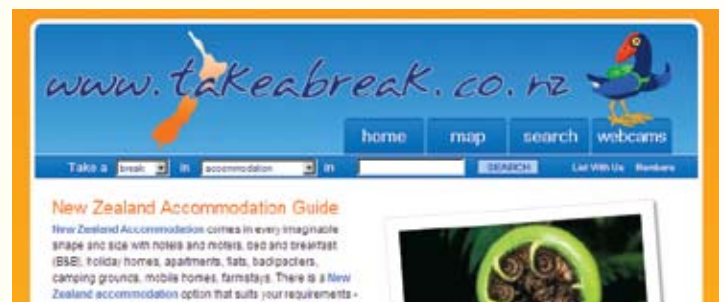 www.takeabreak.co.nz
home map search webcams
Take a break in accommodation in SEARCH List With Us Members
New Zealand Accommodation Guide
New Zealand Accommodation comes in every imaginable
shape and size with hotels and motels, bed and breakfast
(B&B), holiday homes, apartments, flats, backpackers,
camping grounds, mobile homes, farmstays. There is a New
Zealand accommodation option that suits your requirements -